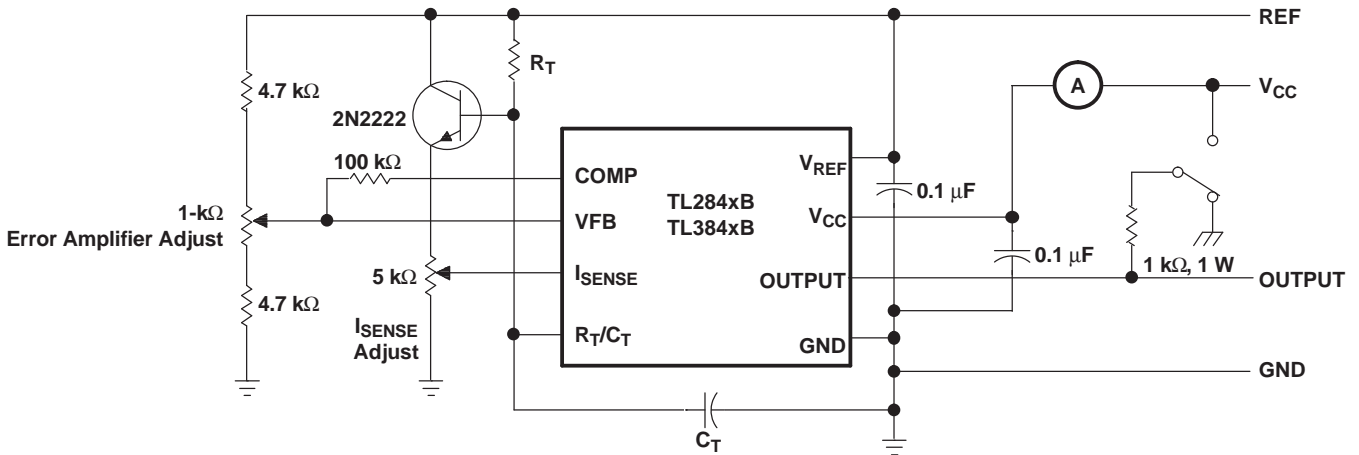 REF
R_T
4.7 kΩ
A
V_CC
2N2222
100 kΩ
COMP
V_REF
TL284xB
TL384xB
0.1 μF
1-kΩ
Error Amplifier Adjust
VFB
V_CC
5 kΩ
I_SENSE
0.1 μF
1 kΩ, 1 W
OUTPUT
OUTPUT
4.7 kΩ
I_SENSE
Adjust
R_T/C_T
GND
GND
C_T